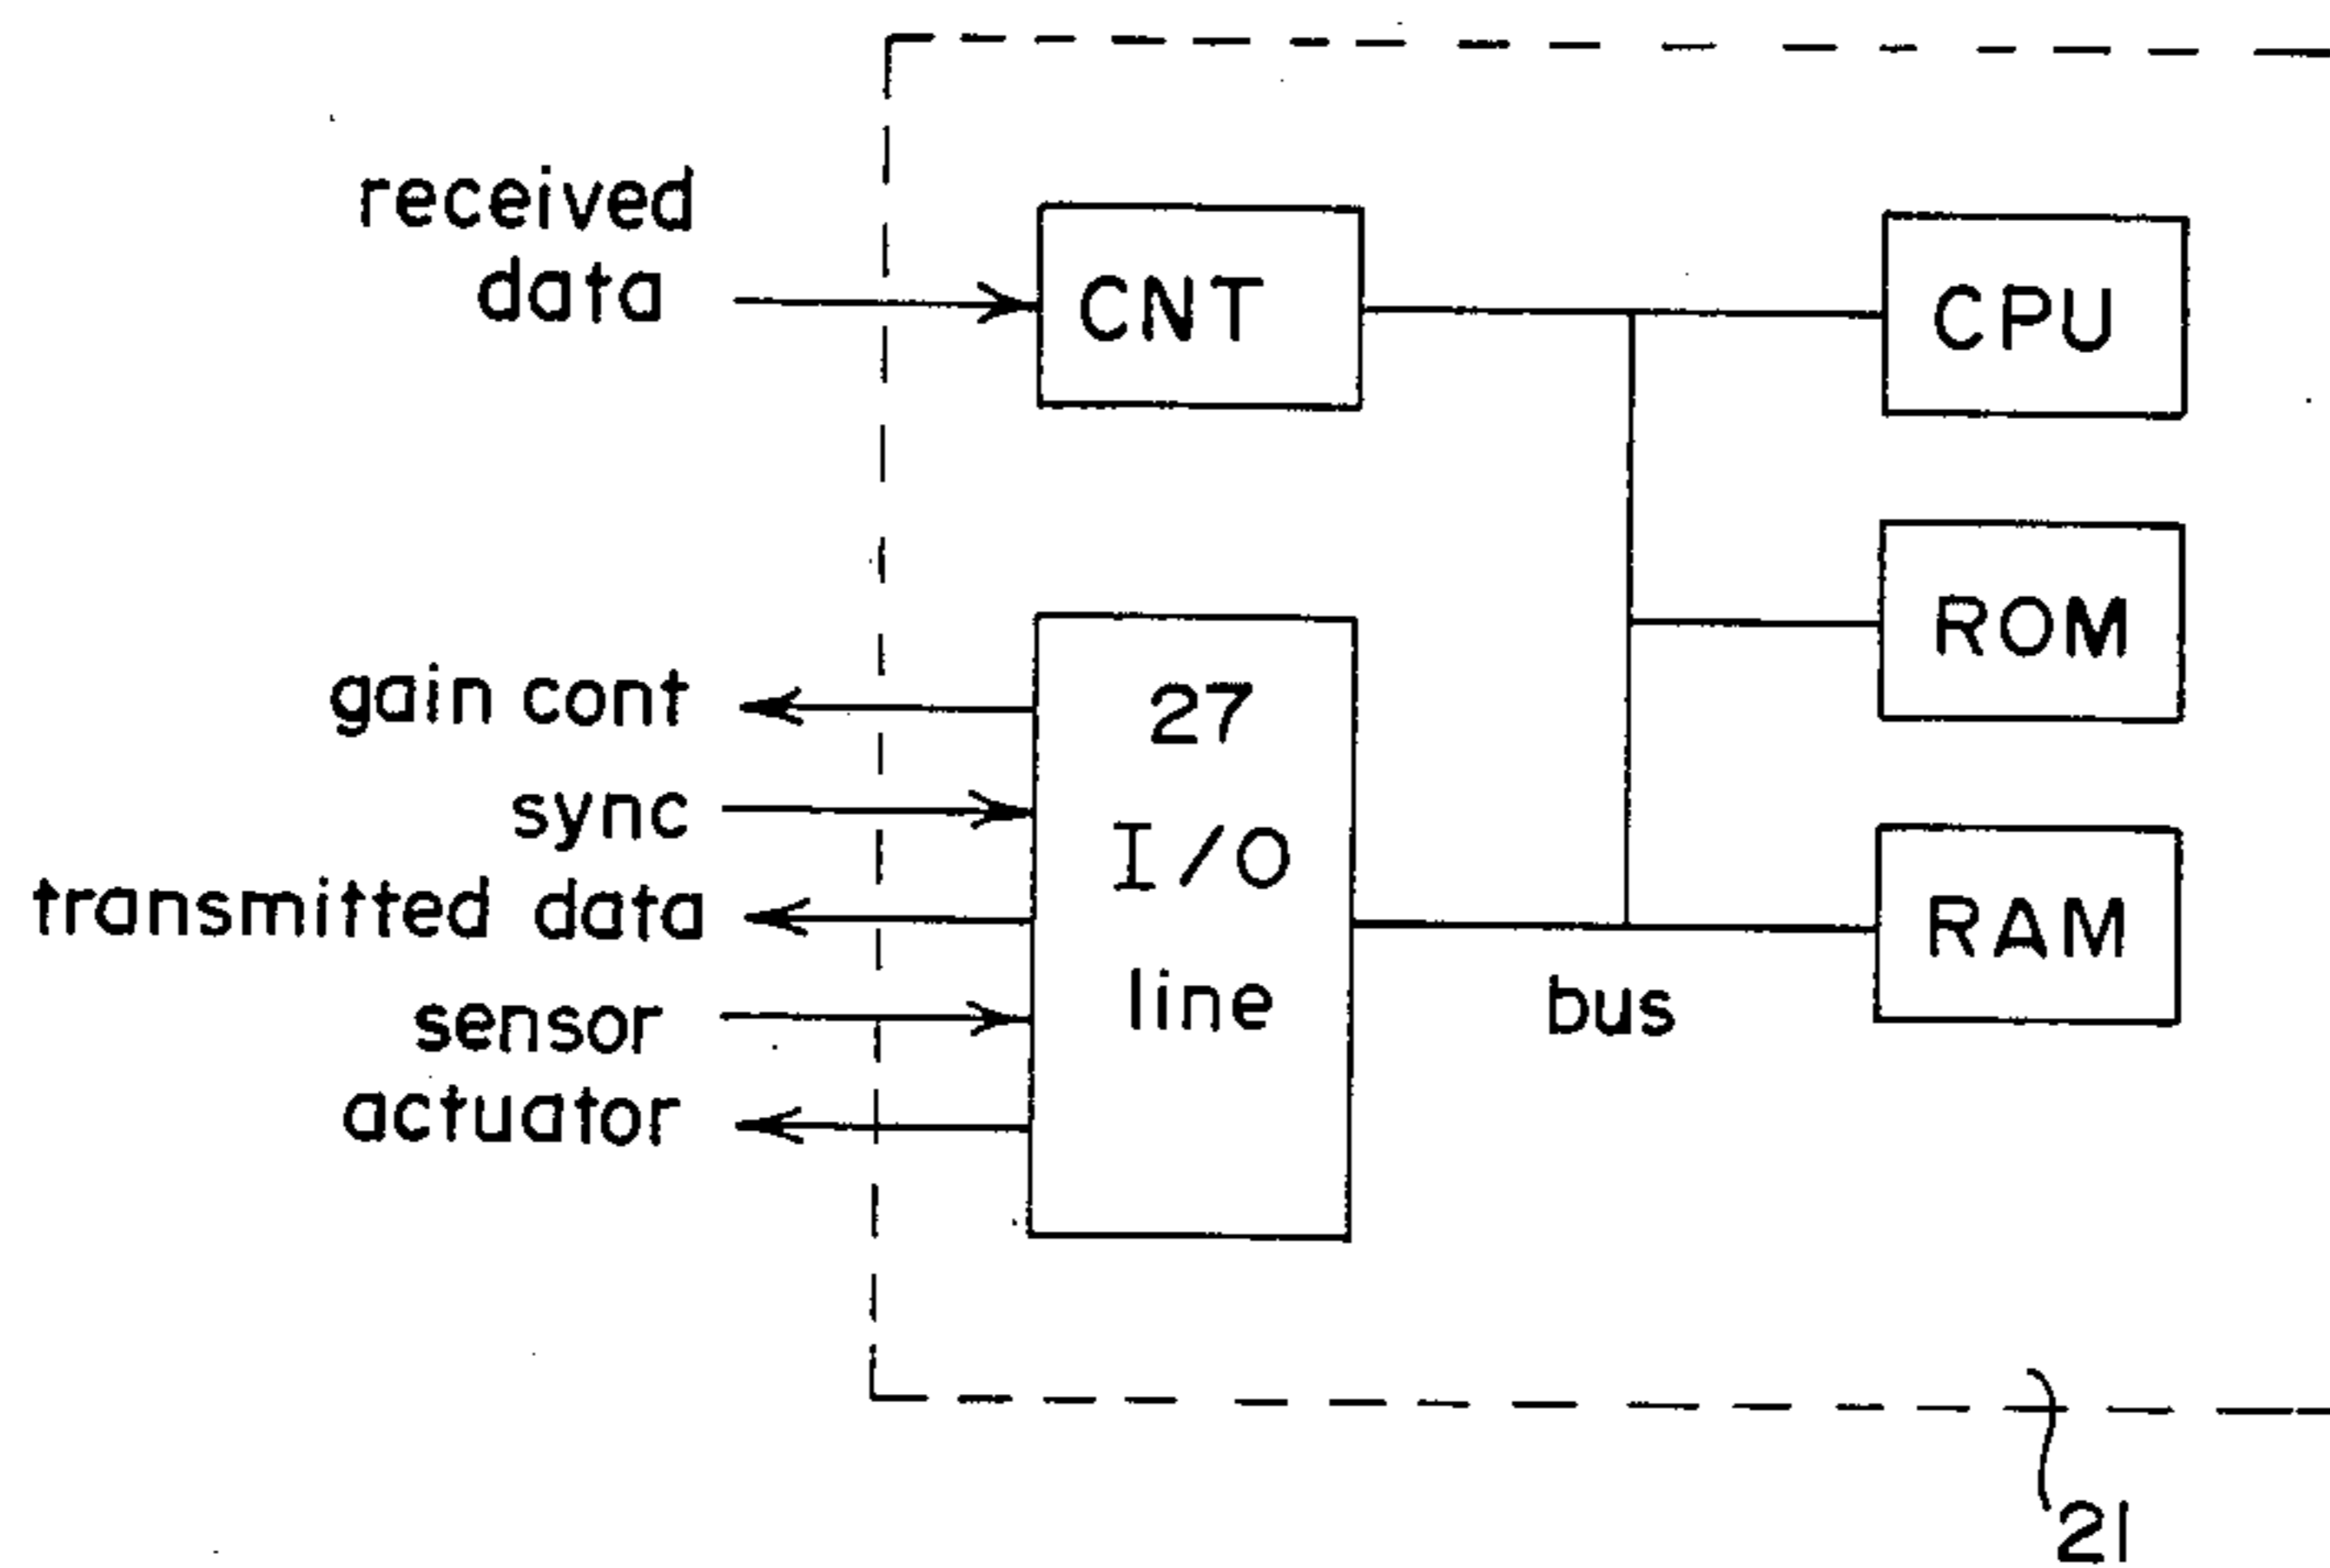 received
data
CNT
CPU
ROM
gain cont
27
sync
I/O
transmitted data
RAM
sensor
line
bus
actuator
21